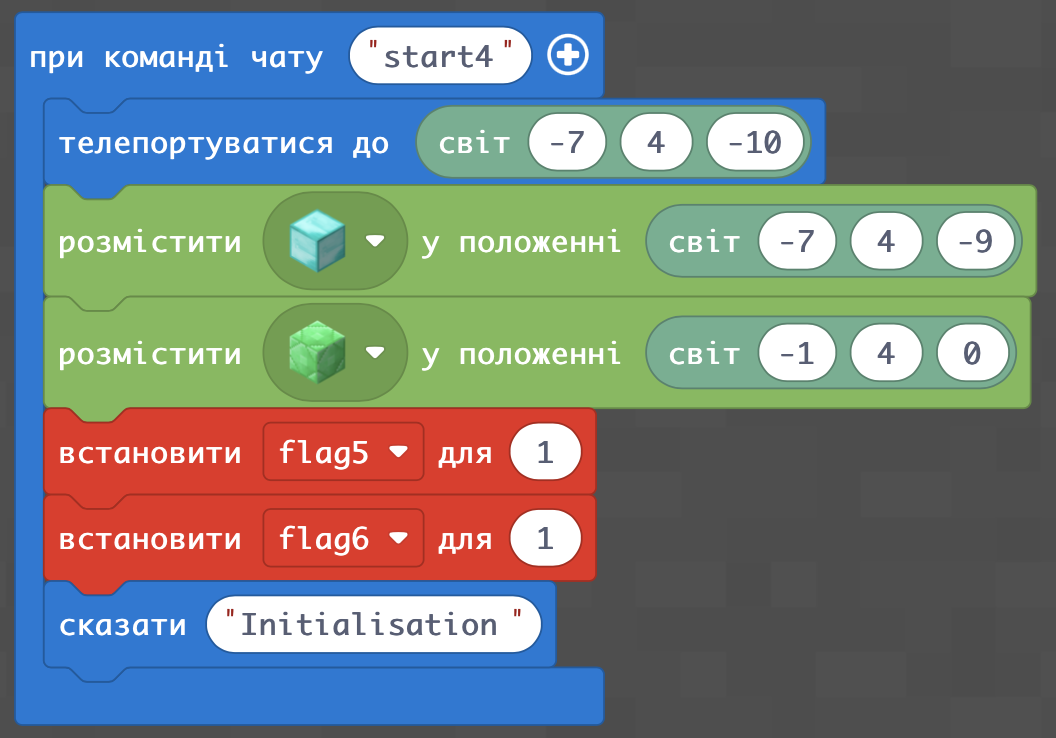 при команді чату "start4"
телепортуватися до світ -7 4 -10
розмістити у положенні світ -7 4 -9
розмістити у положенні світ -1 4 0
встановити flag5 для 1
встановити flag6 для 1
сказати "Initialisation "